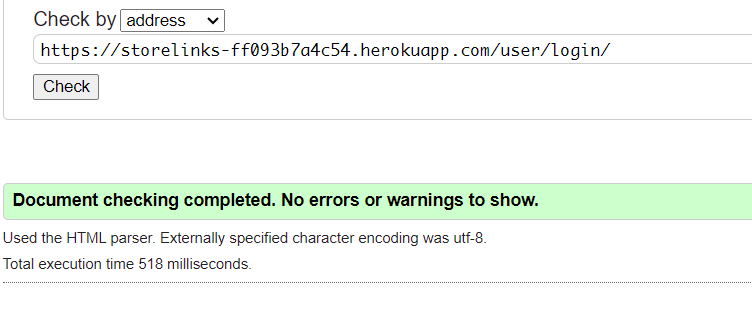 Check by address
https://storelinks-ff093b7a4c54.herokuapp.com/user/login/
Check
Document checking completed. No errors or warnings to show.
Used the HTML parser. Externally specified character encoding was utf-8.
Total execution time 518 milliseconds.